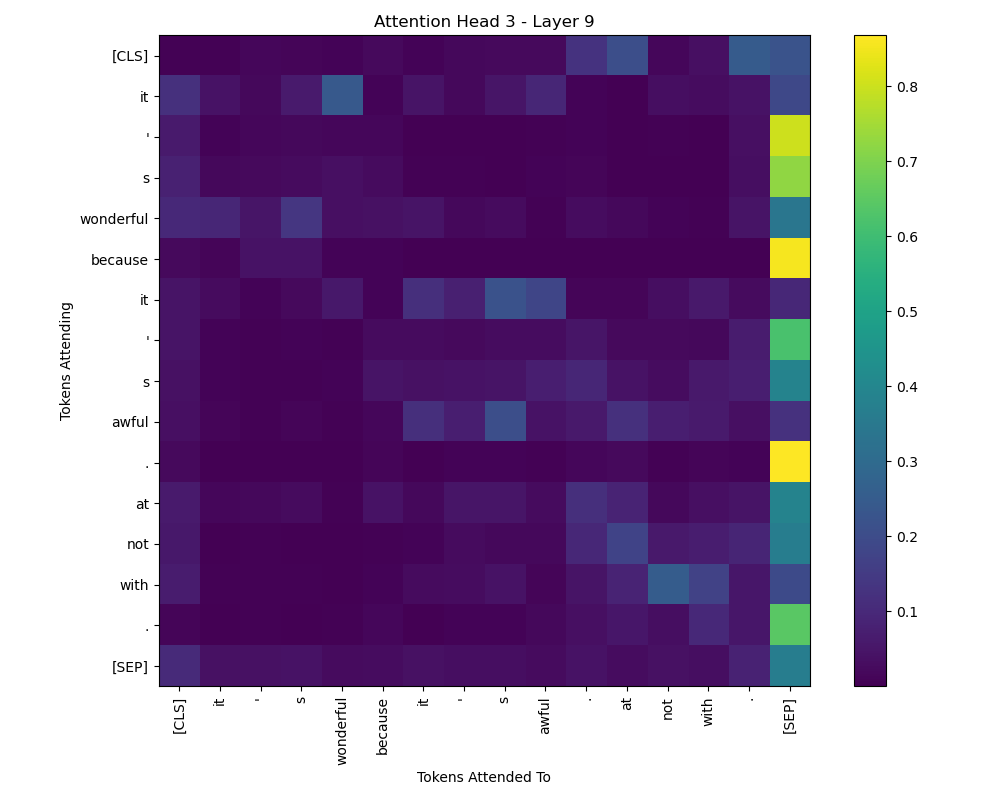 Attention Head 3 - Layer 9
Tokens Attending
[CLS]
it
'
s
wonderful
because
it
'
s
awful
.
at
not
with
.
[SEP]
[CLS]
it
'
s
wonderful
because
it
'
s
awful
.
at
not
with
.
[SEP]
Tokens Attended To
0.8
0.7
0.6
0.5
0.4
0.3
0.2
0.1